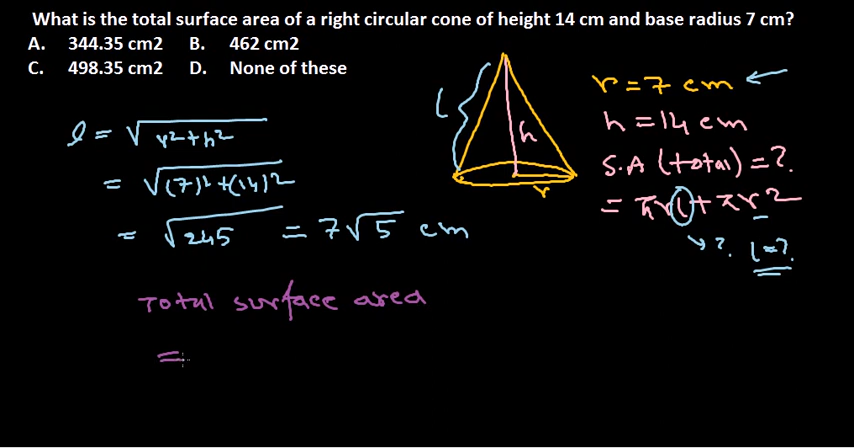 What is the total surface area of a right circular cone of height 14 cm and base radius 7 cm?
A. 344.35 cm2 B. 462 cm2
C. 498.35 cm2 D. None of these
r = 7 cm ←
l
h
r
h = 14 cm
S.A (total) = ?.
= πrl + πr2
→ ?. l = ?.
l = √r2+h2
= √(7)2 + (14)2
= √245 = 7√5 cm
Total surface area
=